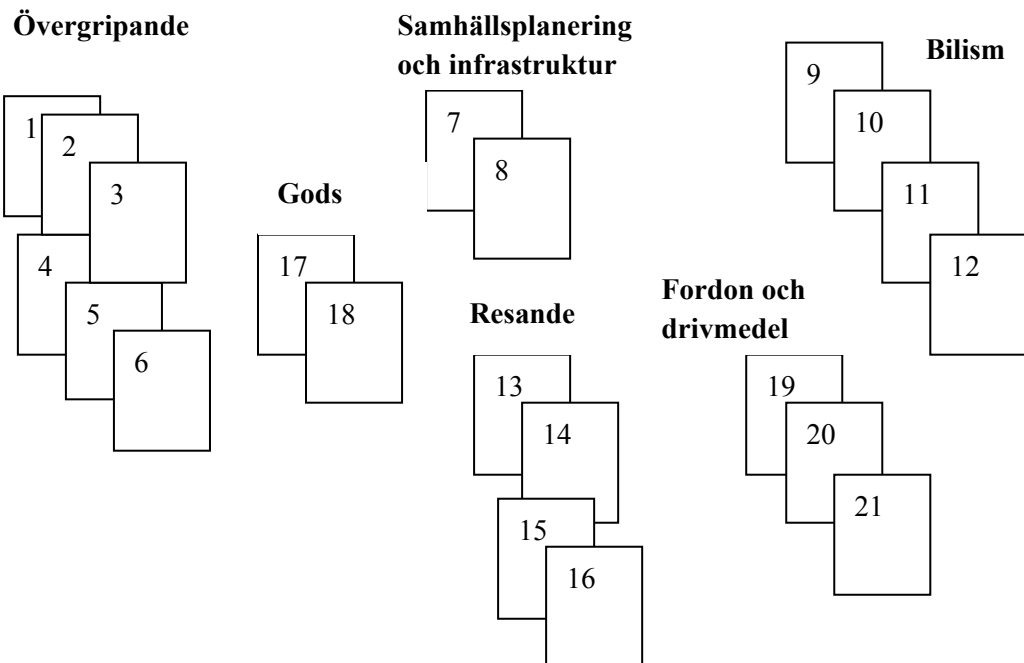 Övergripande
1
2
3
4
5
6
Gods
17
18
Samhällsplanering
och infrastruktur
7
8
Resande
13
14
15
16
Bilism
9
10
11
12
Fordon och
drivmedel
19
20
21